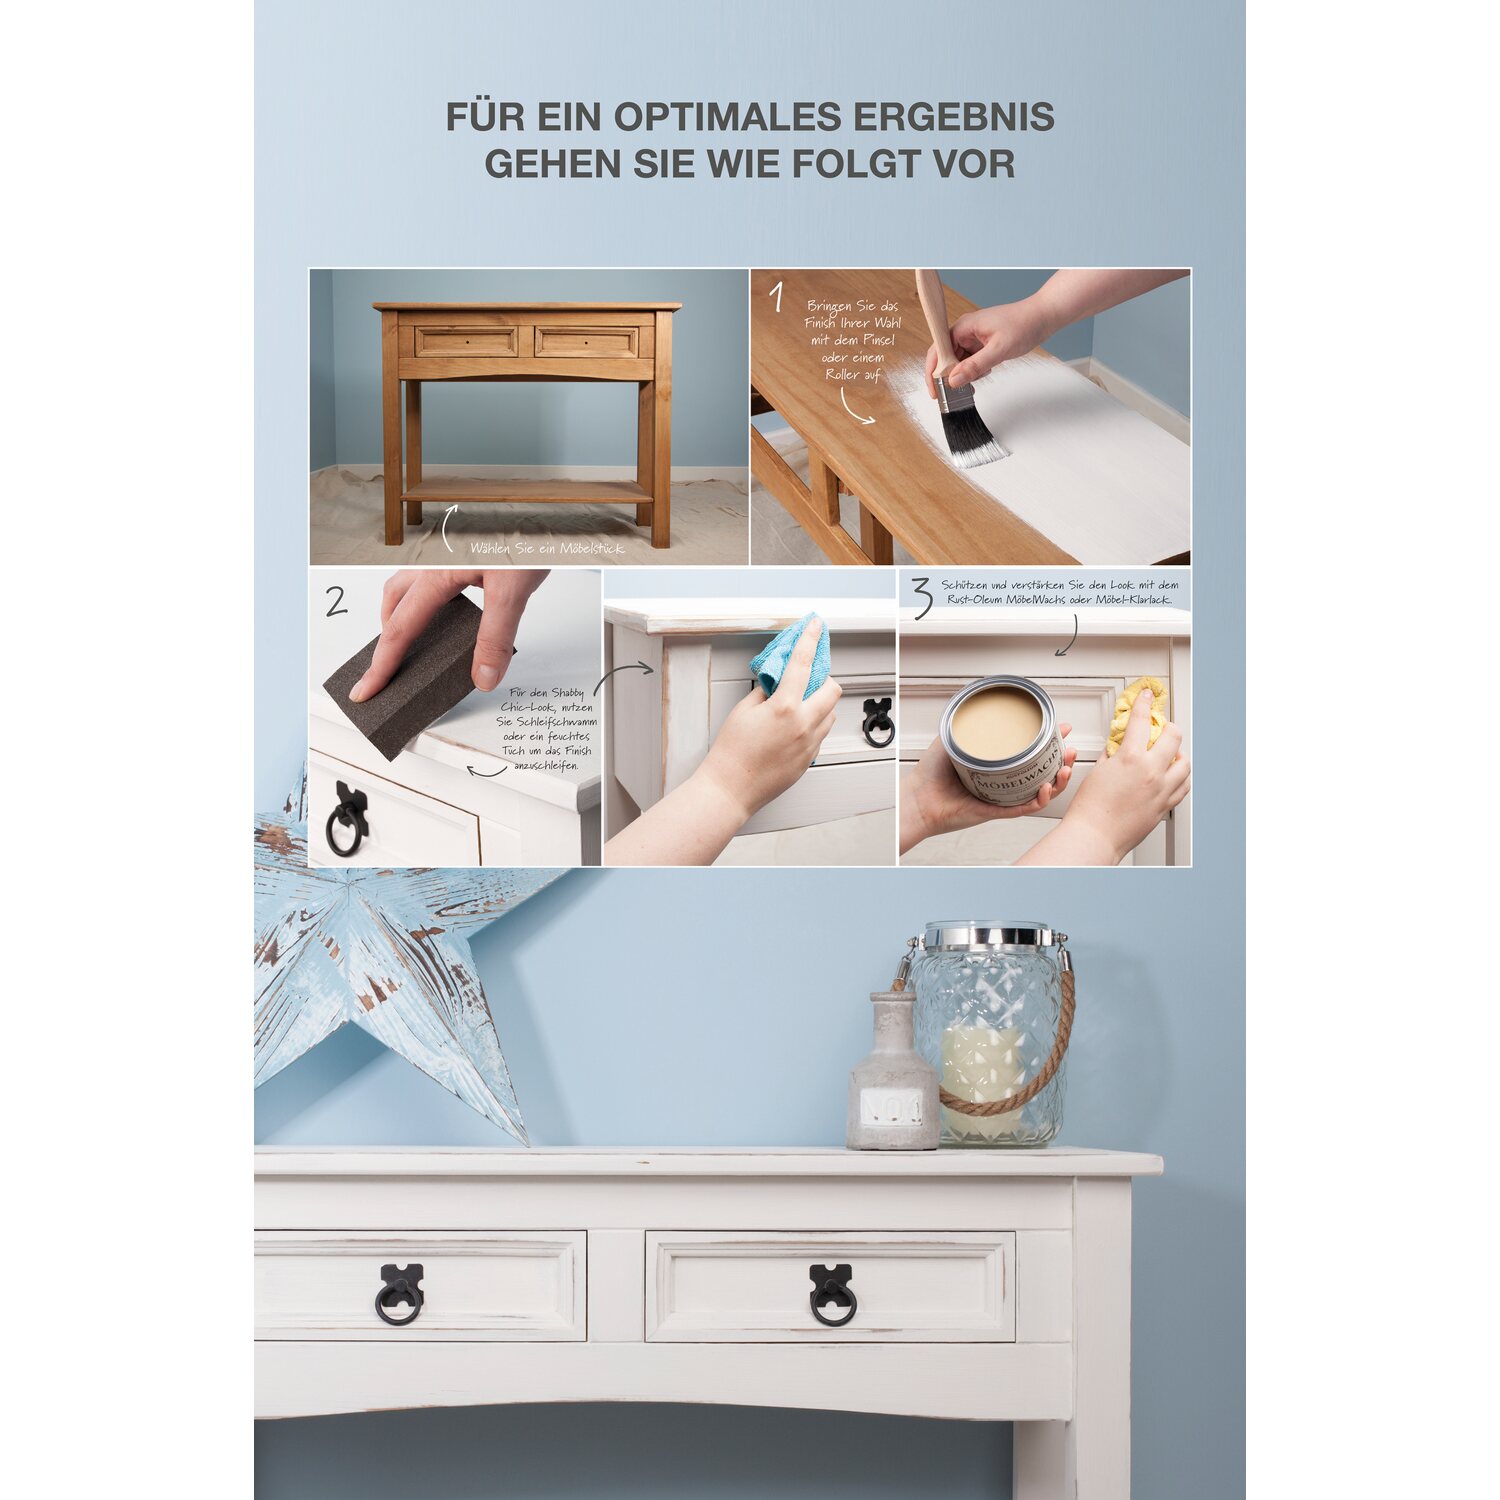 FÜR EIN OPTIMALES ERGEBNIS
GEHEN SIE WIE FOLGT VOR
Wählen Sie ein Möbelstück
1
Bringen Sie das
Finish Ihrer Wahl
mit dem Pinsel
oder einem
Roller auf
2
Für den Shabby
Chic-Look, nutzen
Sie Schleifschwamm
oder ein feuchtes
Tuch um das Finish
anzuschleifen.
3
Schützen und verstärken Sie den Look mit dem
Rust-Oleum MöbelWachs oder Möbel-Klarlack.
RUST-OLEUM
MÖBELWACHS